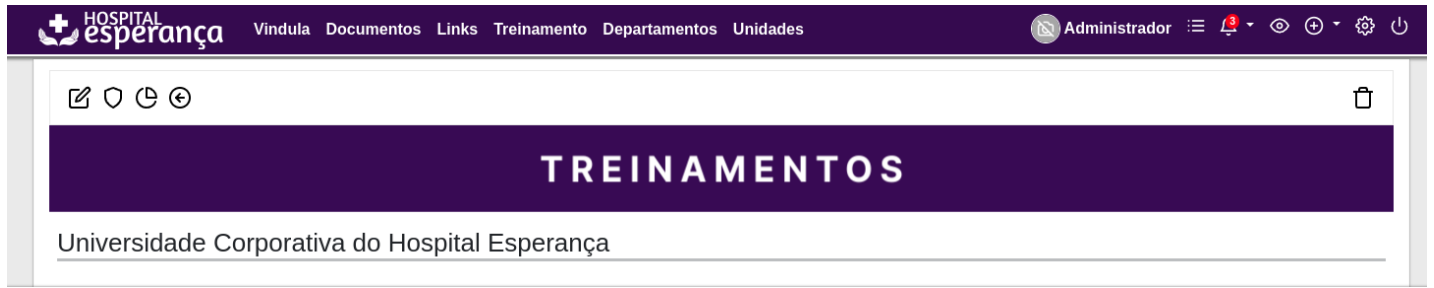 HOSPITAL
esperança
Vindula Documentos Links Treinamento Departamentos Unidades
Administrador 3
TREINAMENTOS
Universidade Corporativa do Hospital Esperança